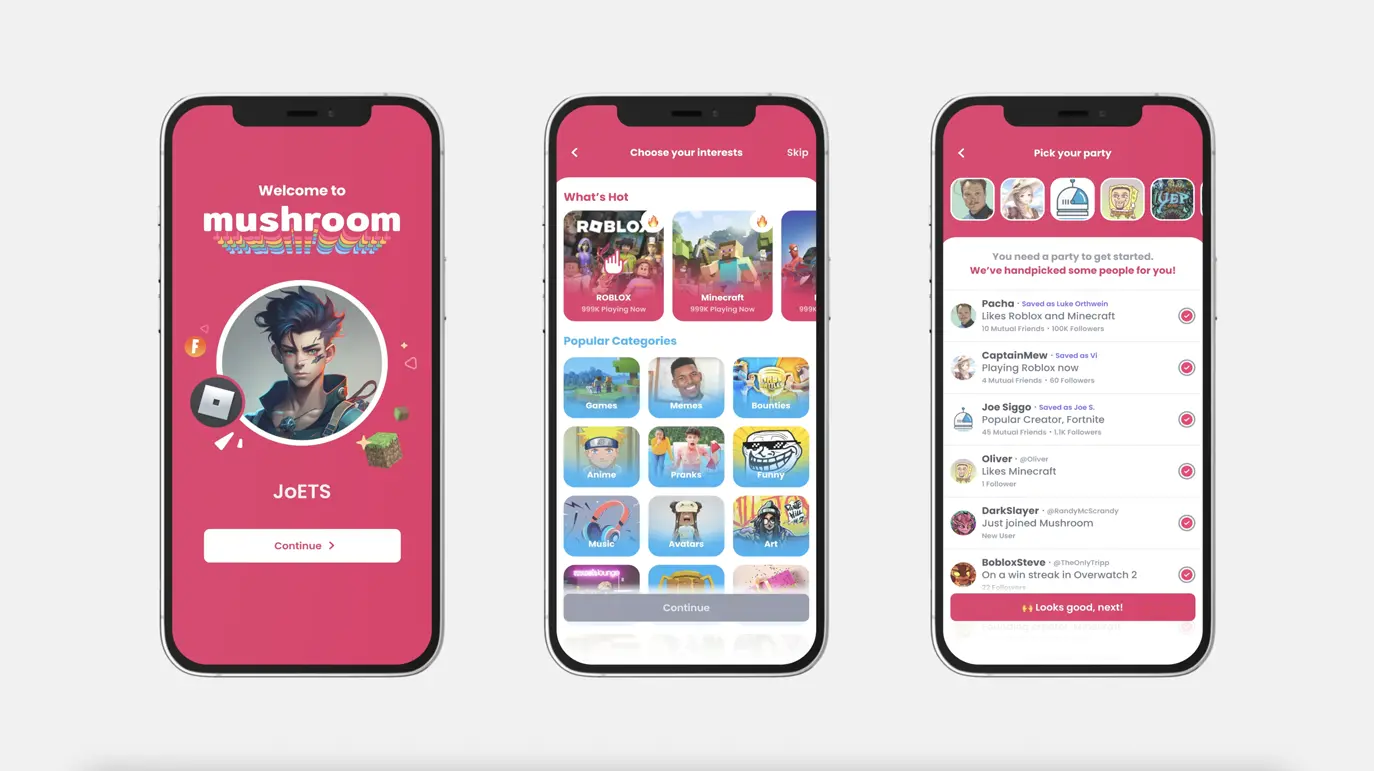 Welcome to
mushroom
JoETS
Continue
Choose your interests
Skip
What's Hot
ROBLOX
ROBLOX
999K Playing Now
Minecraft
999K Playing Now
999K
Popular Categories
Games
Memes
Bounties
Anime
Pranks
Funny
Music
Avatars
Art
Continue
Pick your party
UEP
You need a party to get started.
We've handpicked some people for you!
Pacha · Saved as Luke Orthwein
Likes Roblox and Minecraft
10 Mutual Friends • 100K Followers
CaptainMew · Saved as Vi
Playing Roblox now
4 Mutual Friends • 60 Followers
Joe Siggo · Saved as Joe S.
Popular Creator, Fortnite
45 Mutual Friends • 1.1K Followers
Oliver · @Oliver
Likes Minecraft
1 Follower
DarkSlayer · @RandyMcScrandy
Just joined Mushroom
New User
BobloxSteve · @TheOnlyTripp
On a win streak in Overwatch 2
22 Followers
🙌 Looks good, next!